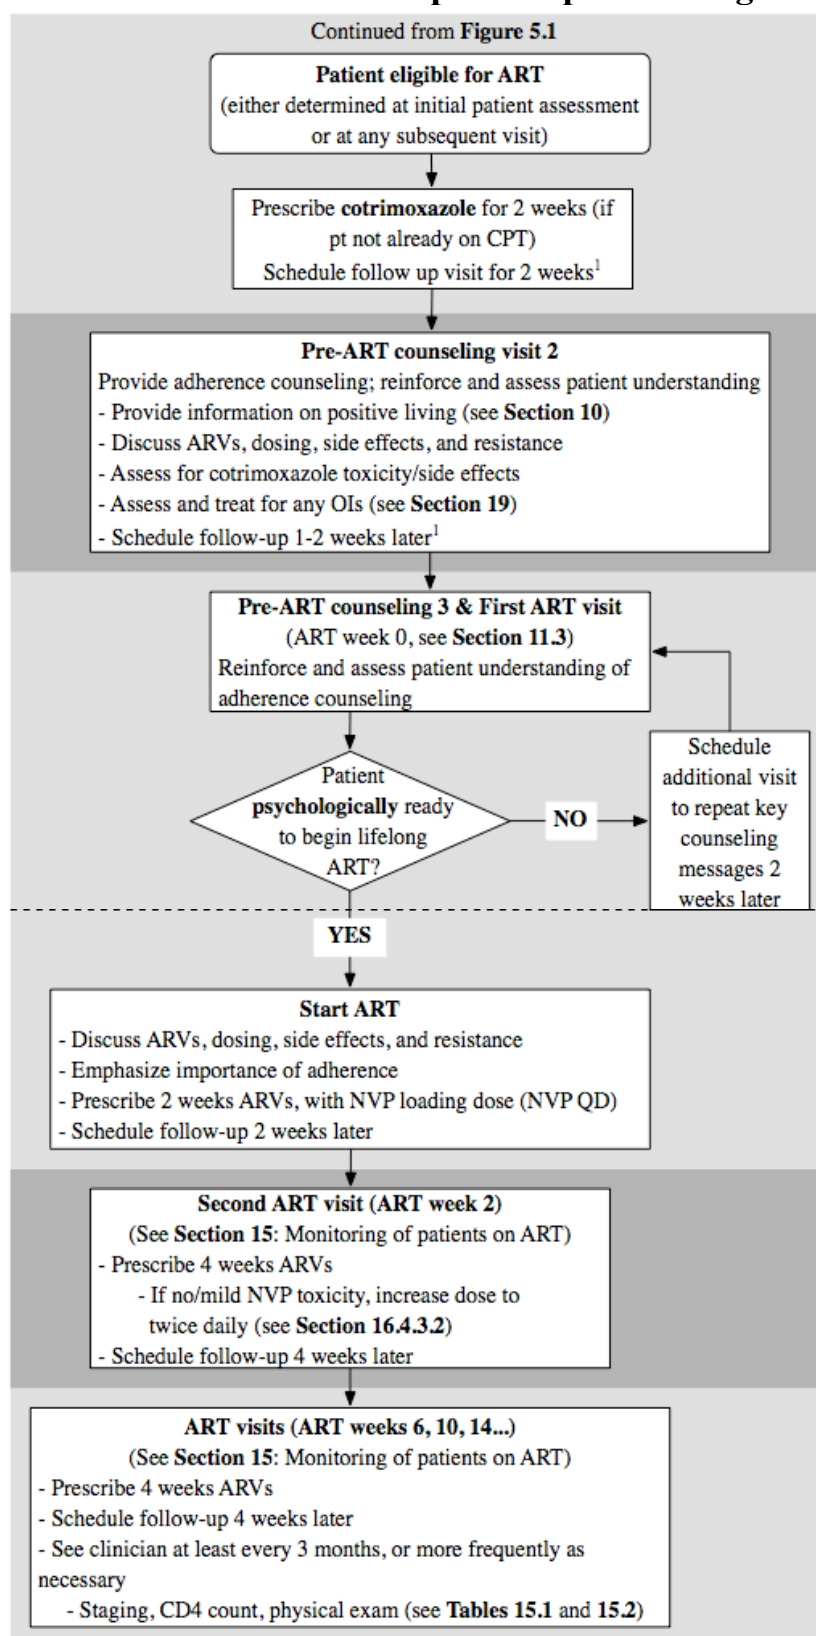 Continued from Figure 5.1
Patient eligible for ART
(either determined at initial patient assessment
or at any subsequent visit)
Prescribe cotrimoxazole for 2 weeks (if
pt not already on CPT)
Schedule follow up visit for 2 weeks1
Pre-ART counseling visit 2
Provide adherence counseling; reinforce and assess patient understanding
- Provide information on positive living (see Section 10)
- Discuss ARVs, dosing, side effects, and resistance
- Assess for cotrimoxazole toxicity/side effects
- Assess and treat for any OIs (see Section 19)
- Schedule follow-up 1-2 weeks later1
Pre-ART counseling 3 & First ART visit
(ART week 0, see Section 11.3)
Reinforce and assess patient understanding of
adherence counseling
Patient
psychologically ready
to begin lifelong
ART?
NO
Schedule
additional visit
to repeat key
counseling
messages 2
weeks later
YES
Start ART
- Discuss ARVs, dosing, side effects, and resistance
- Emphasize importance of adherence
- Prescribe 2 weeks ARVs, with NVP loading dose (NVP QD)
- Schedule follow-up 2 weeks later
Second ART visit (ART week 2)
(See Section 15: Monitoring of patients on ART)
- Prescribe 4 weeks ARVs
- If no/mild NVP toxicity, increase dose to
twice daily (see Section 16.4.3.2)
- Schedule follow-up 4 weeks later
ART visits (ART weeks 6, 10, 14...)
(See Section 15: Monitoring of patients on ART)
- Prescribe 4 weeks ARVs
- Schedule follow-up 4 weeks later
- See clinician at least every 3 months, or more frequently as
necessary
- Staging, CD4 count, physical exam (see Tables 15.1 and 15.2)